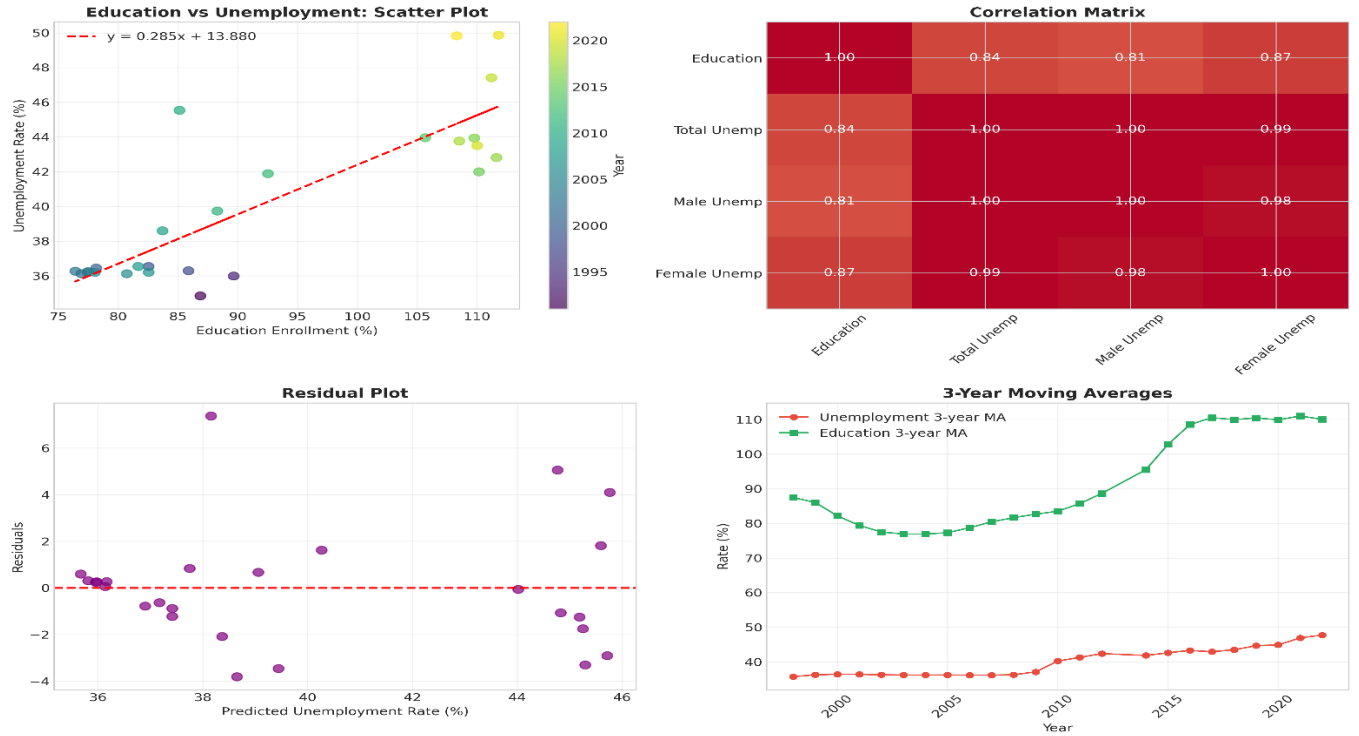 Education vs Unemployment: Scatter Plot
y = 0.285x + 13.880
50
48
46
44
42
40
38
36
Unemployment Rate (%)
75 80 85 90 95 100 105 110
Education Enrollment (%)
2020
2015
2010
2005
2000
1995
Year
Correlation Matrix
Education 1.00 0.84 0.81 0.87
Total Unemp 0.84 1.00 1.00 0.99
Male Unemp 0.81 1.00 1.00 0.98
Female Unemp 0.87 0.99 0.98 1.00
Education Total Unemp Male Unemp Female Unemp
Residual Plot
6
4
2
0
−2
−4
Residuals
36 38 40 42 44 46
Predicted Unemployment Rate (%)
3-Year Moving Averages
Unemployment 3-year MA
Education 3-year MA
110
100
90
80
70
60
50
40
Rate (%)
2000 2005 2010 2015 2020
Year